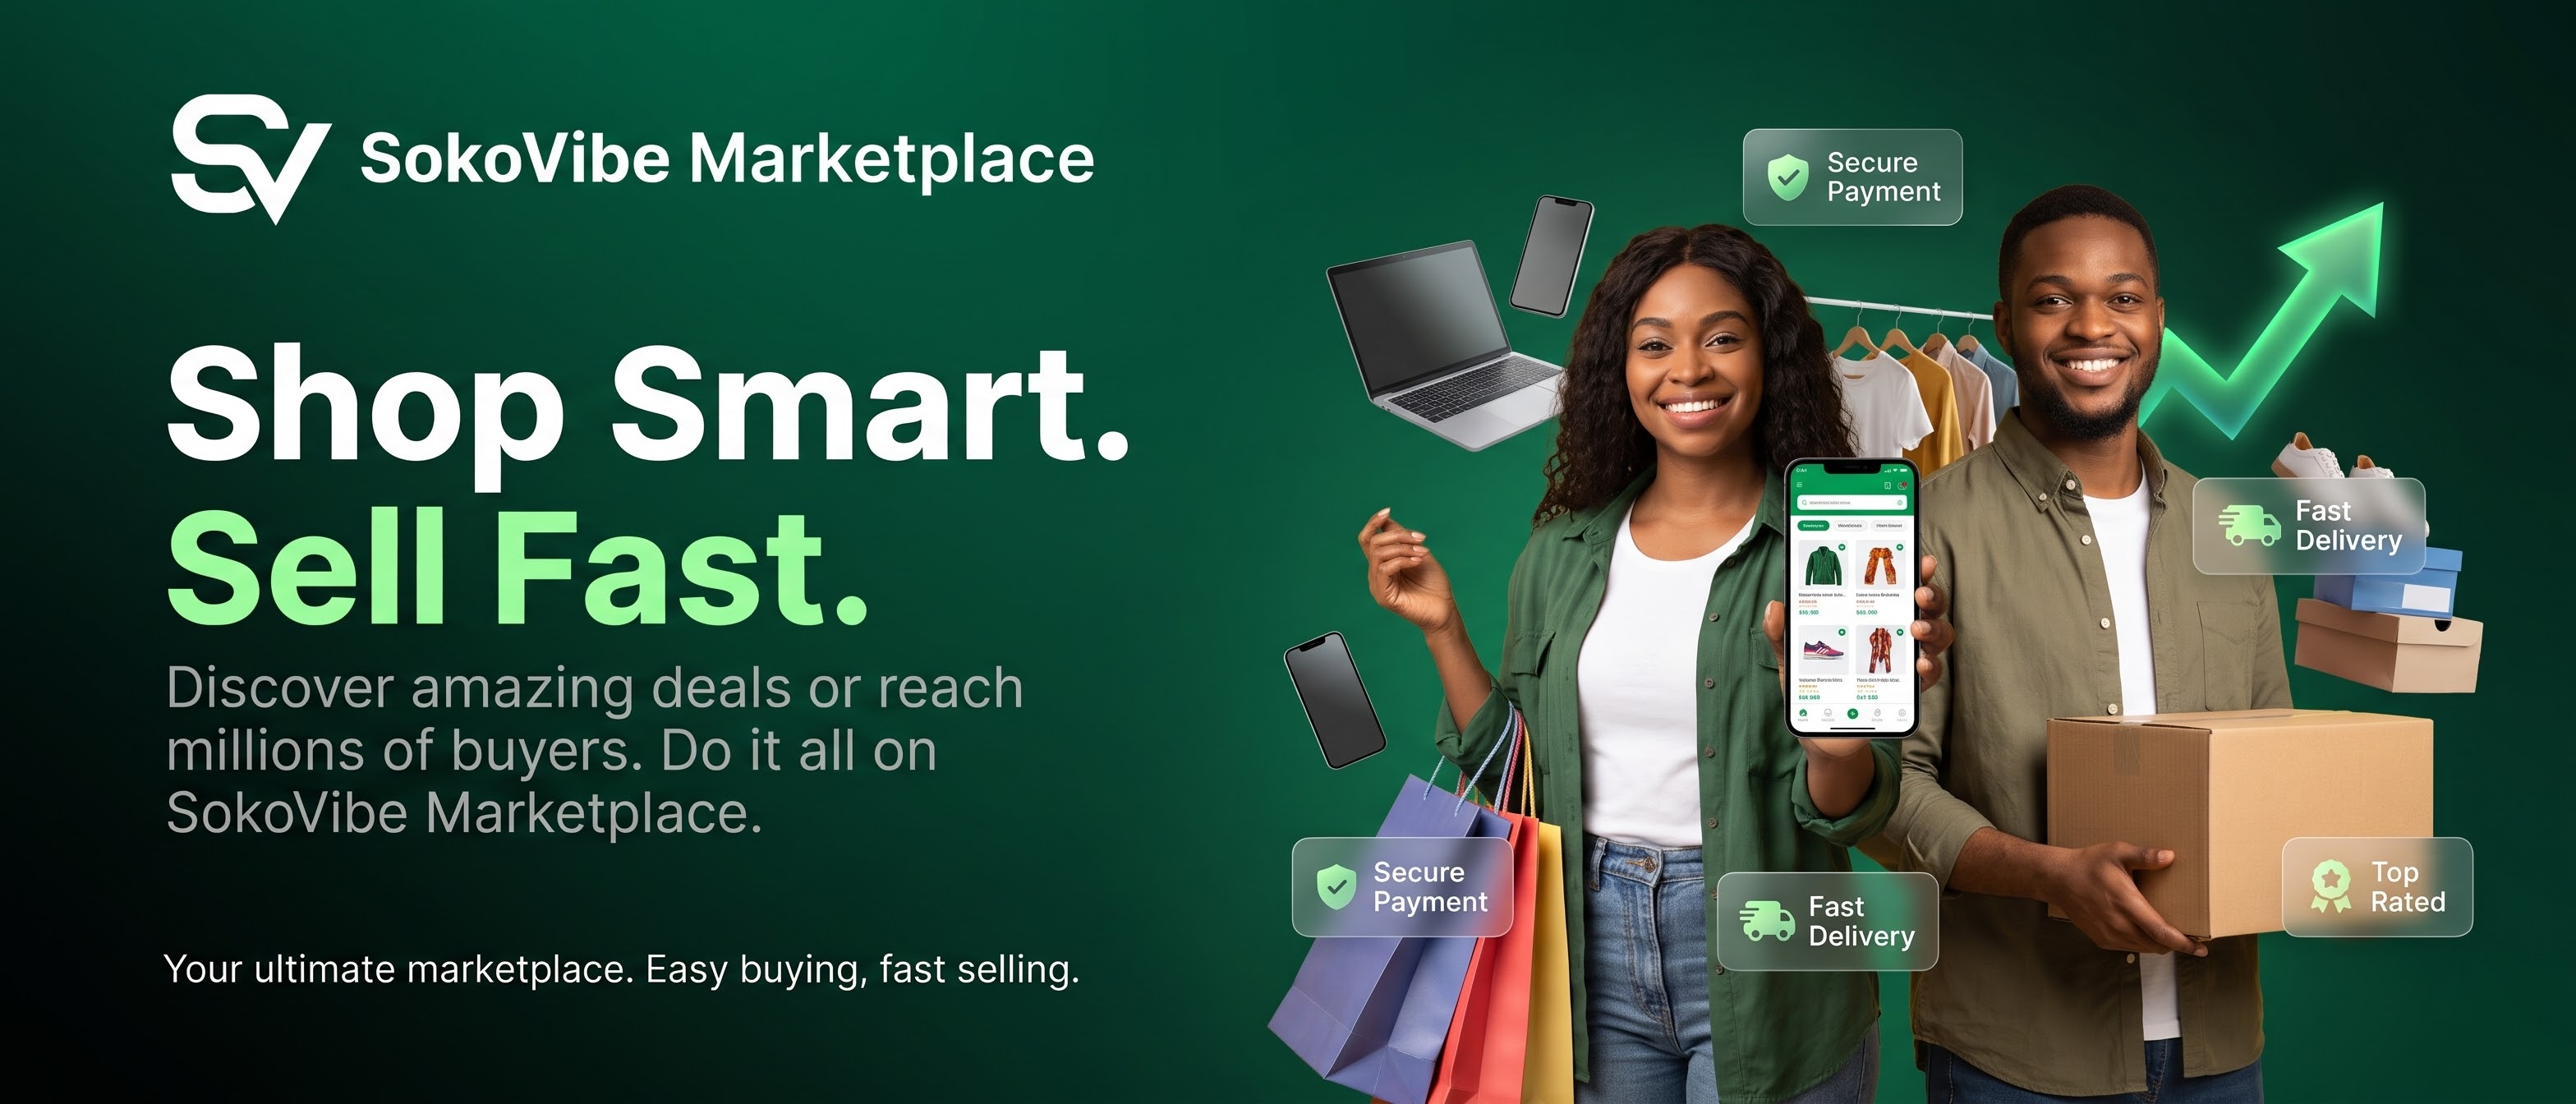 SV
SokoVibe Marketplace
Shop Smart.
Sell Fast.
Discover amazing deals or reach
millions of buyers. Do it all on
SokoVibe Marketplace.
Your ultimate marketplace. Easy buying, fast selling.
Secure
Payment
Fast
Delivery
Secure
Payment
Fast
Delivery
Top
Rated